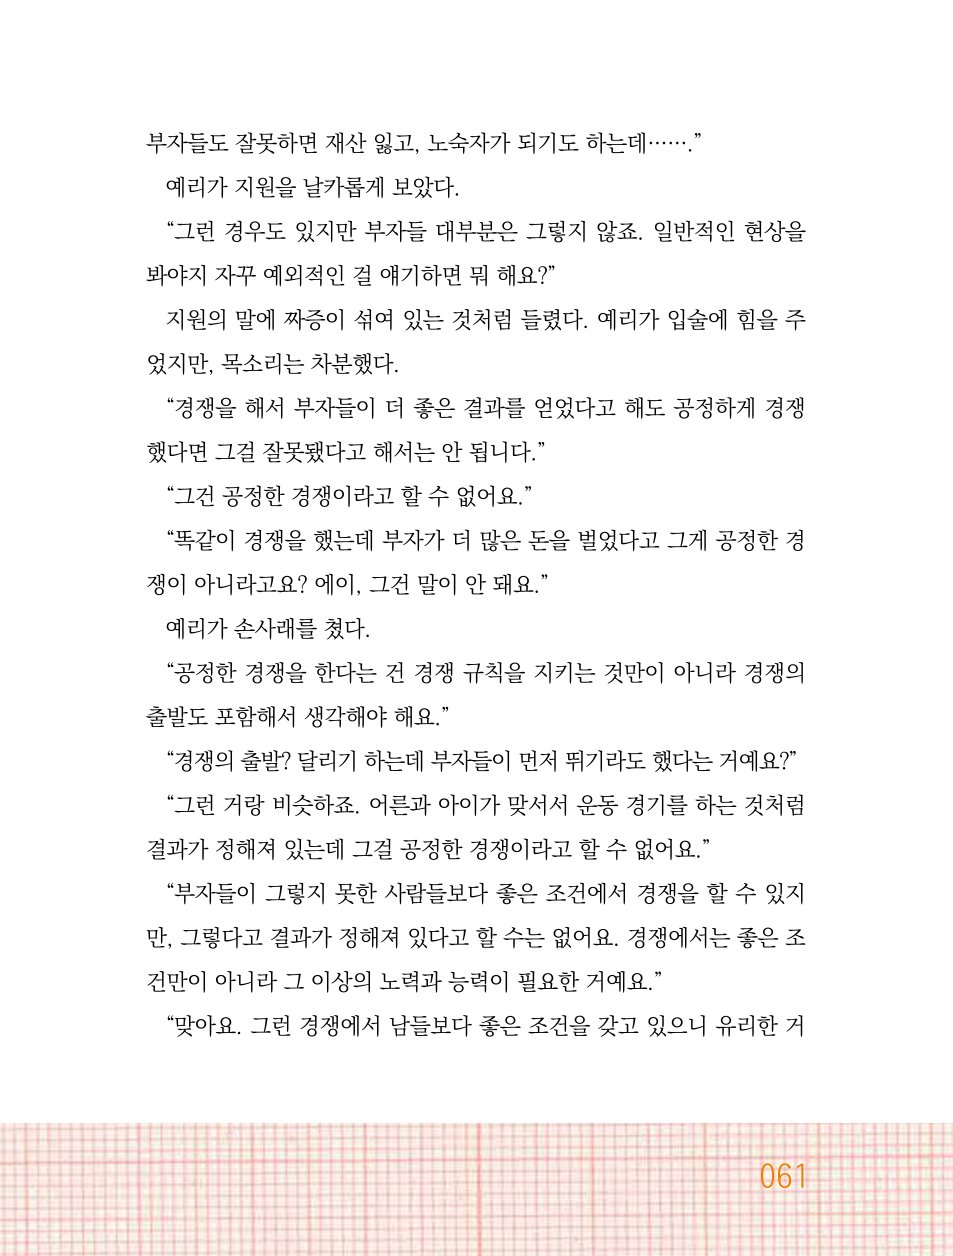 부자들도 잘못하면 재산 잃고, 노숙자가 되기도 하는데…….”
예리가 지원을 날카롭게 보았다.
“그런 경우도 있지만 부자들 대부분은 그렇지 않죠. 일반적인 현상을
봐야지 자꾸 예외적인 걸 얘기하면 뭐 해요?”
지원의 말에 짜증이 섞여 있는 것처럼 들렸다. 예리가 입술에 힘을 주
었지만, 목소리는 차분했다.
“경쟁을 해서 부자들이 더 좋은 결과를 얻었다고 해도 공정하게 경쟁
했다면 그걸 잘못됐다고 해서는 안 됩니다.”
“그건 공정한 경쟁이라고 할 수 없어요.”
“똑같이 경쟁을 했는데 부자가 더 많은 돈을 벌었다고 그게 공정한 경
쟁이 아니라고요? 에이, 그건 말이 안 돼요.”
예리가 손사래를 쳤다.
“공정한 경쟁을 한다는 건 경쟁 규칙을 지키는 것만이 아니라 경쟁의
출발도 포함해서 생각해야 해요.”
“경쟁의 출발? 달리기 하는데 부자들이 먼저 뛰기라도 했다는 거예요?”
“그런 거랑 비슷하죠. 어른과 아이가 맞서서 운동 경기를 하는 것처럼
결과가 정해져 있는데 그걸 공정한 경쟁이라고 할 수 없어요.”
“부자들이 그렇지 못한 사람들보다 좋은 조건에서 경쟁을 할 수 있지
만, 그렇다고 결과가 정해져 있다고 할 수는 없어요. 경쟁에서는 좋은 조
건만이 아니라 그 이상의 노력과 능력이 필요한 거예요.”
“맞아요. 그런 경쟁에서 남들보다 좋은 조건을 갖고 있으니 유리한 거
061